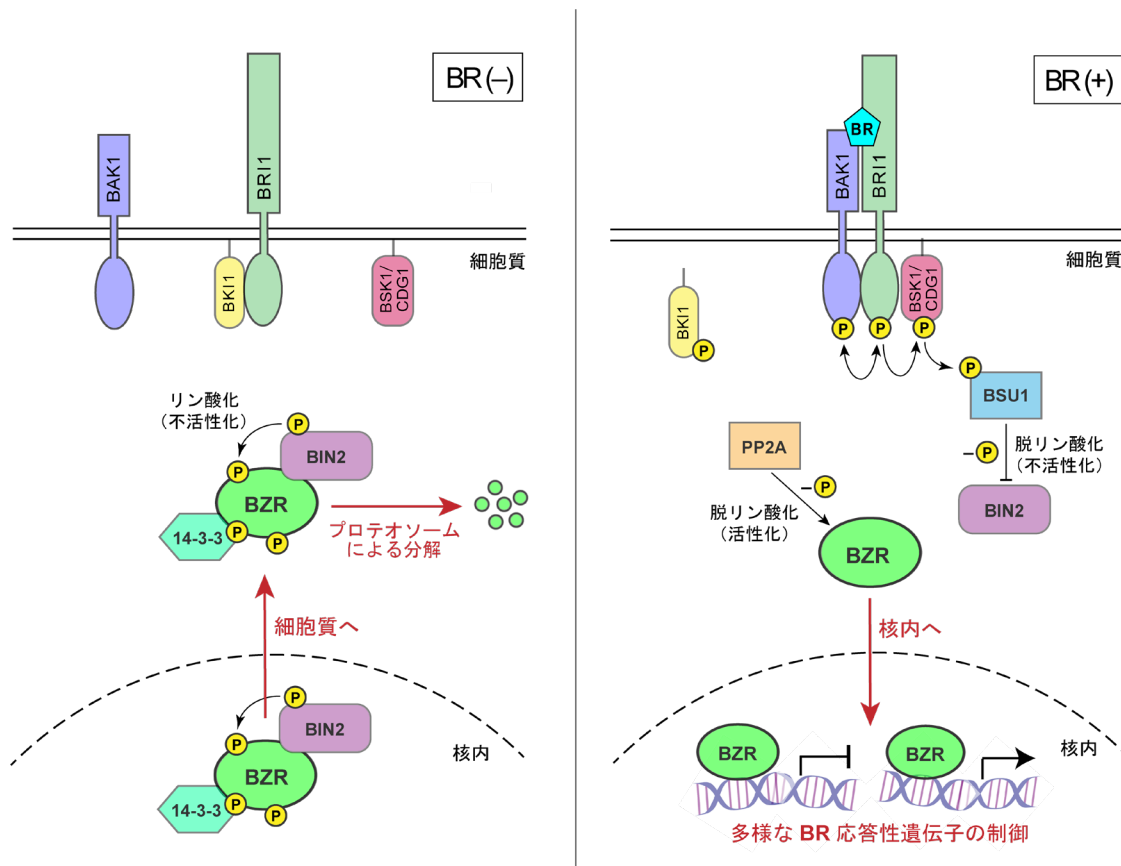 BR (–)
BAK1
BRI1
細胞質
BKI1
BSK1/
CDG1
リン酸化
(不活性化)
P
BIN2
P
BZR
14-3-3
P
P
プロテオソーム
による分解
細胞質へ
P
BIN2
P
BZR
核内
14-3-3
P
P
BR (+)
BR
BAK1
BRI1
細胞質
BKI1
P
BSK1/
CDG1
P
P
P
P
BSU1
PP2A
–P
脱リン酸化
(不活性化)
–P
脱リン酸化
(活性化)
BIN2
BZR
核内へ
BZR
BZR
核内
多様な BR 応答性遺伝子の制御